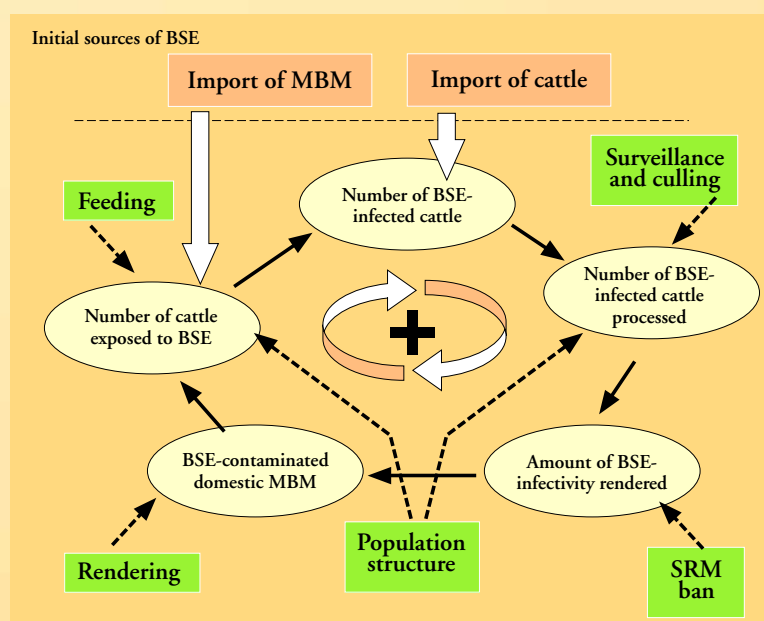 Initial sources of BSE
Import of MBM
Import of cattle
Surveillance
and culling
Feeding
Number of BSE-
infected cattle
Number of BSE-
infected cattle
processed
Number of cattle
exposed to BSE
BSE-contaminated
domestic MBM
Amount of BSE-
infectivity rendered
Rendering
Population
structure
SRM
ban